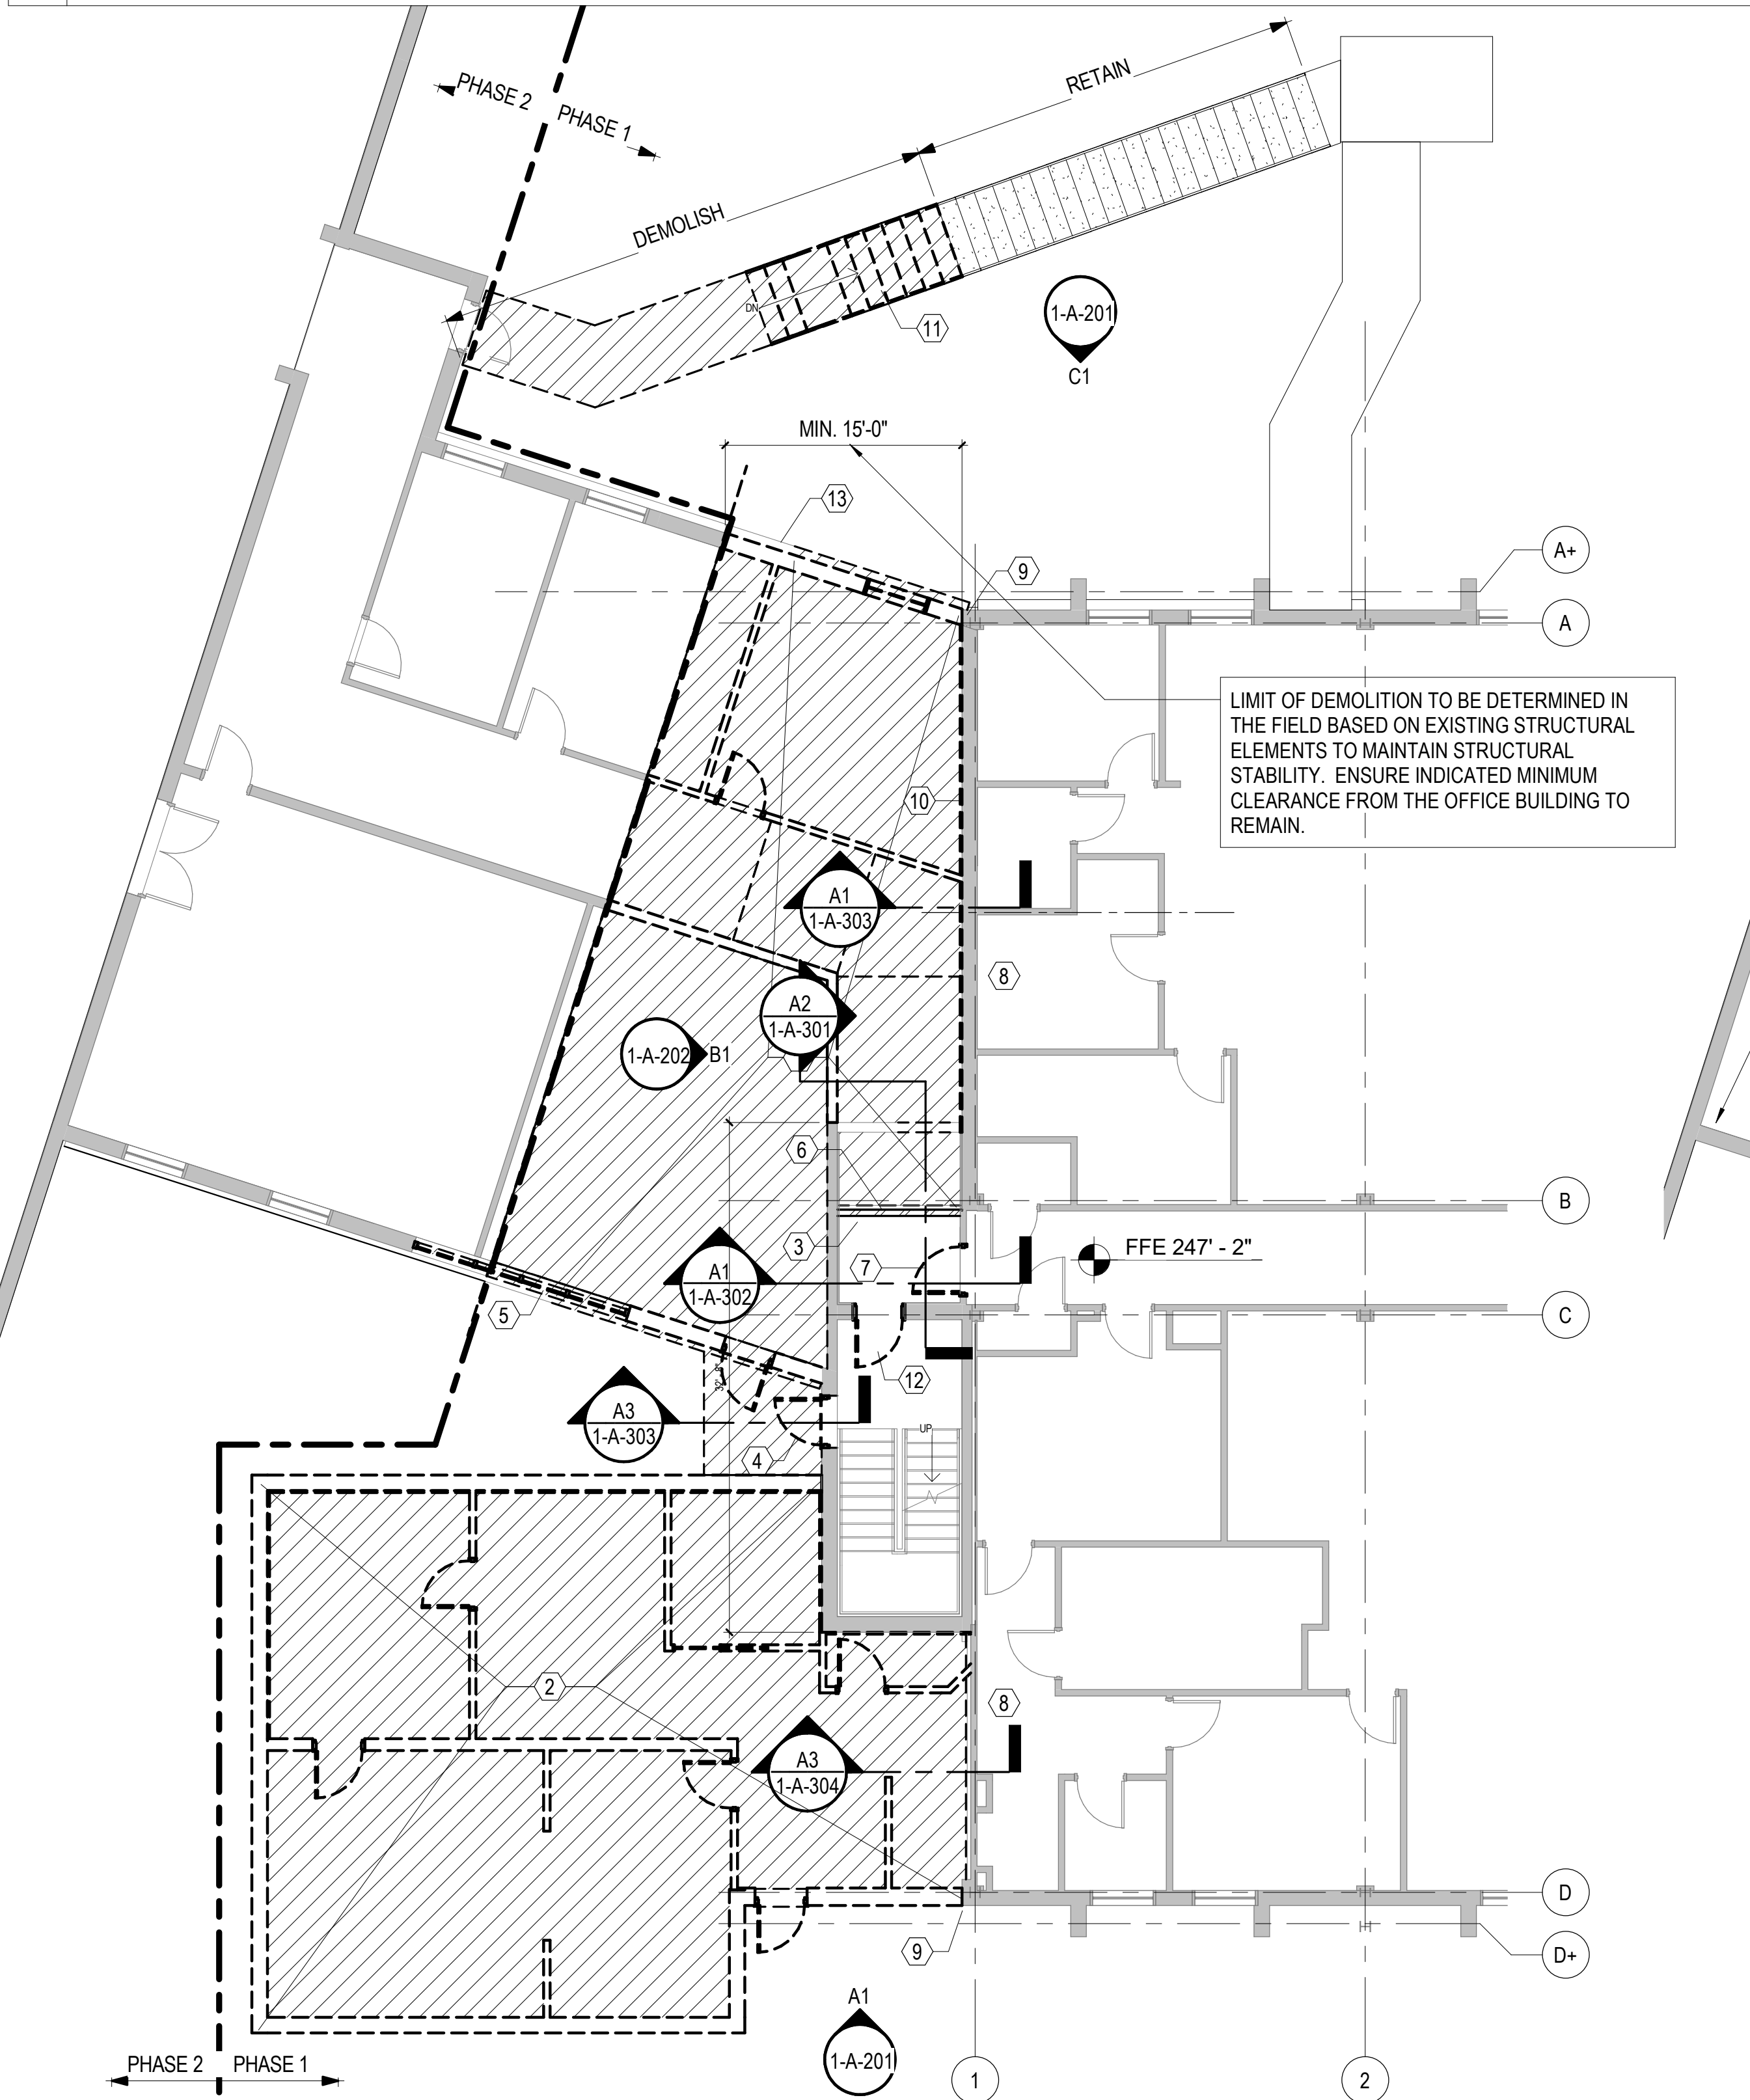 RETAIN
PHASE 2
PHASE 1
DEMOLISH
DN
11
1-A-201
C1
MIN. 15'-0"
13
A+
9
A
LIMIT OF DEMOLITION TO BE DETERMINED IN
THE FIELD BASED ON EXISTING STRUCTURAL
ELEMENTS TO MAINTAIN STRUCTURAL
STABILITY.  ENSURE INDICATED MINIMUM
CLEARANCE FROM THE OFFICE BUILDING TO
REMAIN.
10
A1
1-A-303
8
A2
1-A-301
1-A-202
B1
6
B
3
FFE 247' - 2"
7
A1
1-A-302
5
C
32' - 8"
12
A3
1-A-303
UP
4
2
8
A3
1-A-304
D
9
D+
A1
1-A-201
PHASE 2
PHASE 1
1
2